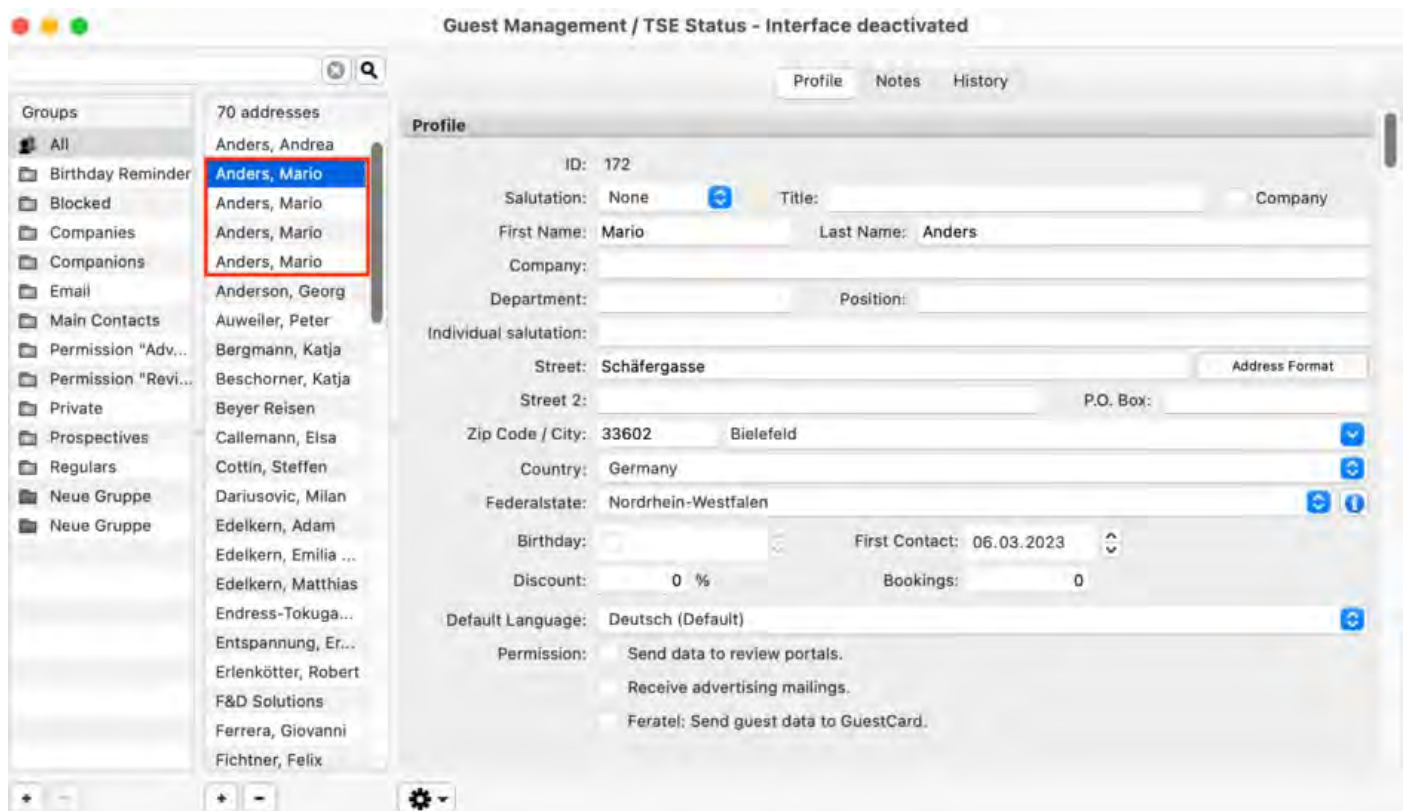 Guest Management / TSE Status - Interface deactivated
Profile Notes History
Groups
All
Birthday Reminder
Blocked
Companies
Companions
Email
Main Contacts
Permission "Adv...
Permission "Revi...
Private
Prospectives
Regulars
Neue Gruppe
Neue Gruppe
70 addresses
Anders, Andrea
Anders, Mario
Anders, Mario
Anders, Mario
Anders, Mario
Anderson, Georg
Auweiler, Peter
Bergmann, Katja
Beschorner, Katja
Beyer Reisen
Callemann, Elsa
Cottin, Steffen
Dariusovic, Milan
Edelkern, Adam
Edelkern, Emilia ...
Edelkern, Matthias
Endress-Tokuga...
Entspannung, Er...
Erlenkötter, Robert
F&D Solutions
Ferrera, Giovanni
Fichtner, Felix
Profile
ID: 172
Salutation: None Title: Company
First Name: Mario Last Name: Anders
Company:
Department: Position:
Individual salutation:
Street: Schäfergasse Address Format
Street 2: P.O. Box:
Zip Code / City: 33602 Bielefeld
Country: Germany
Federalstate: Nordrhein-Westfalen
Birthday: First Contact: 06.03.2023
Discount: 0 % Bookings: 0
Default Language: Deutsch (Default)
Permission: Send data to review portals.
Receive advertising mailings.
Feratel: Send guest data to GuestCard.